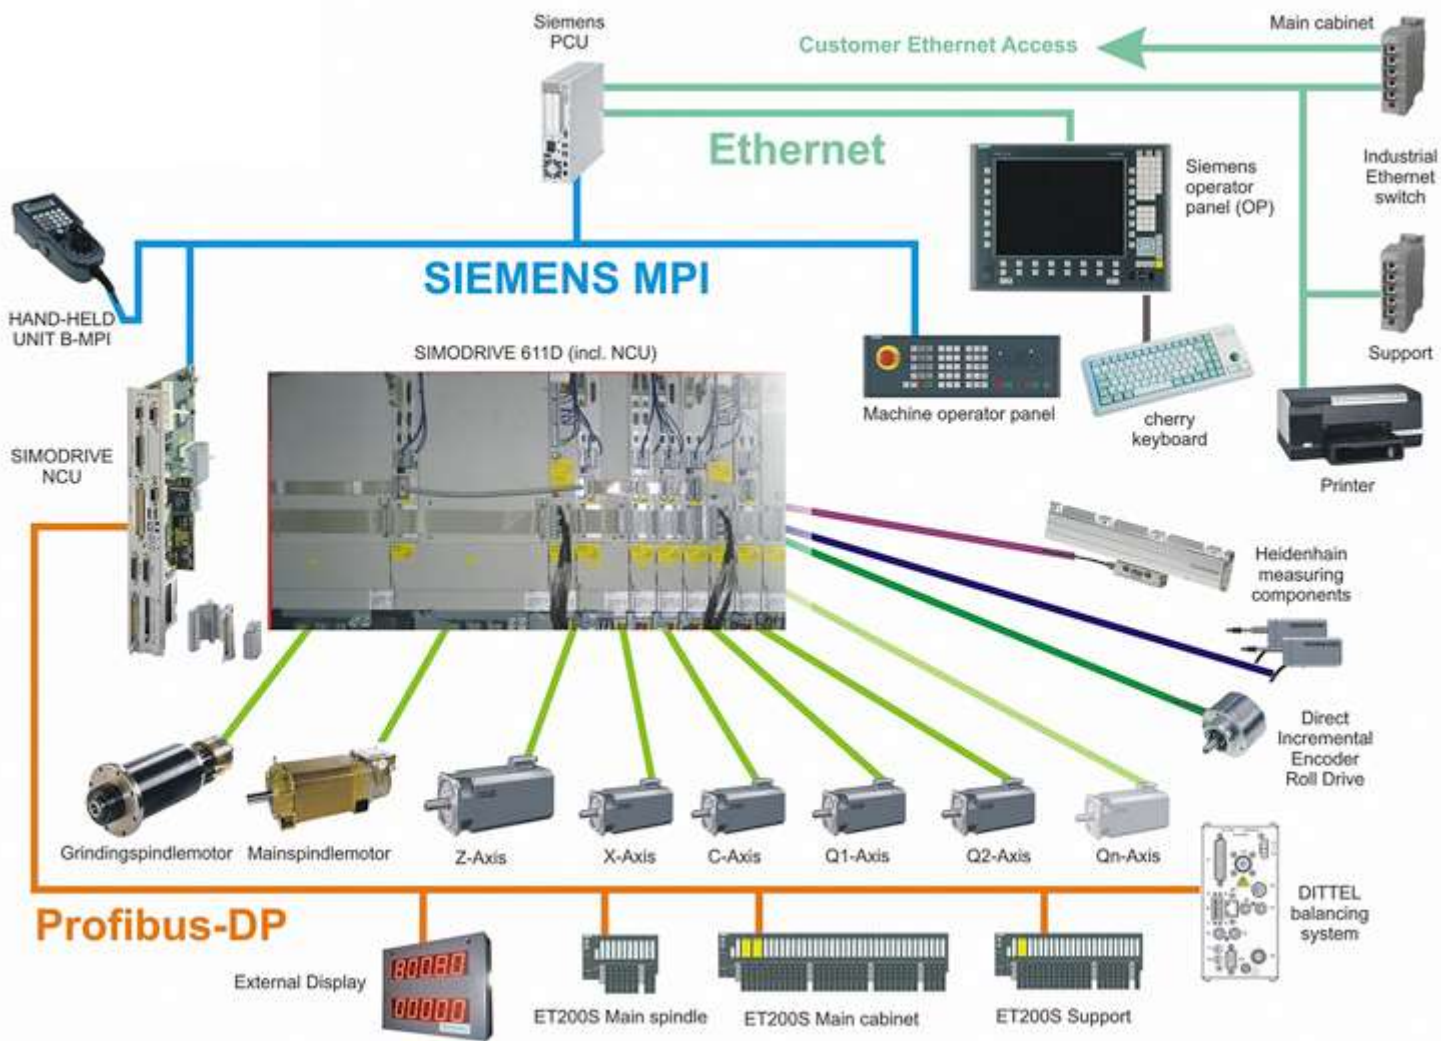 Siemens
PCU
Customer Ethernet Access
Main cabinet
Ethernet
Siemens
operator
panel (OP)
Industrial
Ethernet
switch
SIEMENS MPI
HAND-HELD
UNIT B-MPI
SIMODRIVE 611D (incl. NCU)
Support
Machine operator panel
cherry
keyboard
SIMODRIVE
NCU
Printer
Heidenhain
measuring
components
Direct
Incremental
Encoder
Roll Drive
Grindingspindlemotor
Mainspindlemotor
Z-Axis
X-Axis
C-Axis
Q1-Axis
Q2-Axis
Qn-Axis
Profibus-DP
DITTEL
balancing
system
External Display
ET200S Main spindle
ET200S Main cabinet
ET200S Support